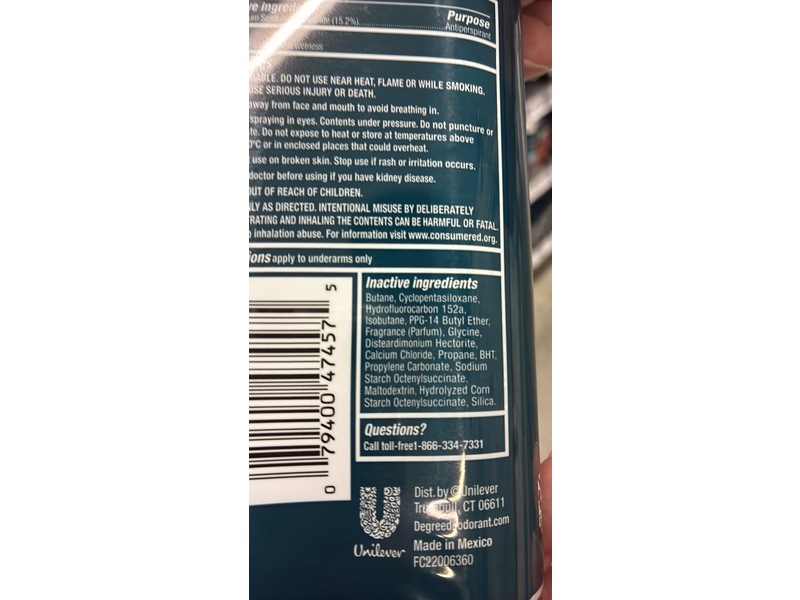 Purpose
(15.2%) Antiperspirant
wetness
DO NOT USE NEAR HEAT, FLAME OR WHILE SMOKING.
SERIOUS INJURY OR DEATH.
away from face and mouth to avoid breathing in.
spraying in eyes. Contents under pressure. Do not puncture or
Do not expose to heat or store at temperatures above
or in enclosed places that could overheat.
use on broken skin. Stop use if rash or irritation occurs.
doctor before using if you have kidney disease.
OUT OF REACH OF CHILDREN.
AS DIRECTED. INTENTIONAL MISUSE BY DELIBERATELY
AND INHALING THE CONTENTS CAN BE HARMFUL OR FATAL.
inhalation abuse. For information visit www.consumered.org.
apply to underarms only
Inactive ingredients
Butane, Cyclopentasiloxane,
Hydrofluorocarbon 152a,
Isobutane, PPG-14 Butyl Ether,
Fragrance (Parfum), Glycine,
Disteardimonium Hectorite,
Calcium Chloride, Propane, BHT,
Propylene Carbonate, Sodium
Starch Octenylsuccinate,
Maltodextrin, Hydrolyzed Corn
Starch Octenylsuccinate, Silica.
Questions?
Call toll-free1-866-334-7331
0 79400 47457 5
Dist. by © Unilever
CT 06611
Made in Mexico
FC22006360
Unilever